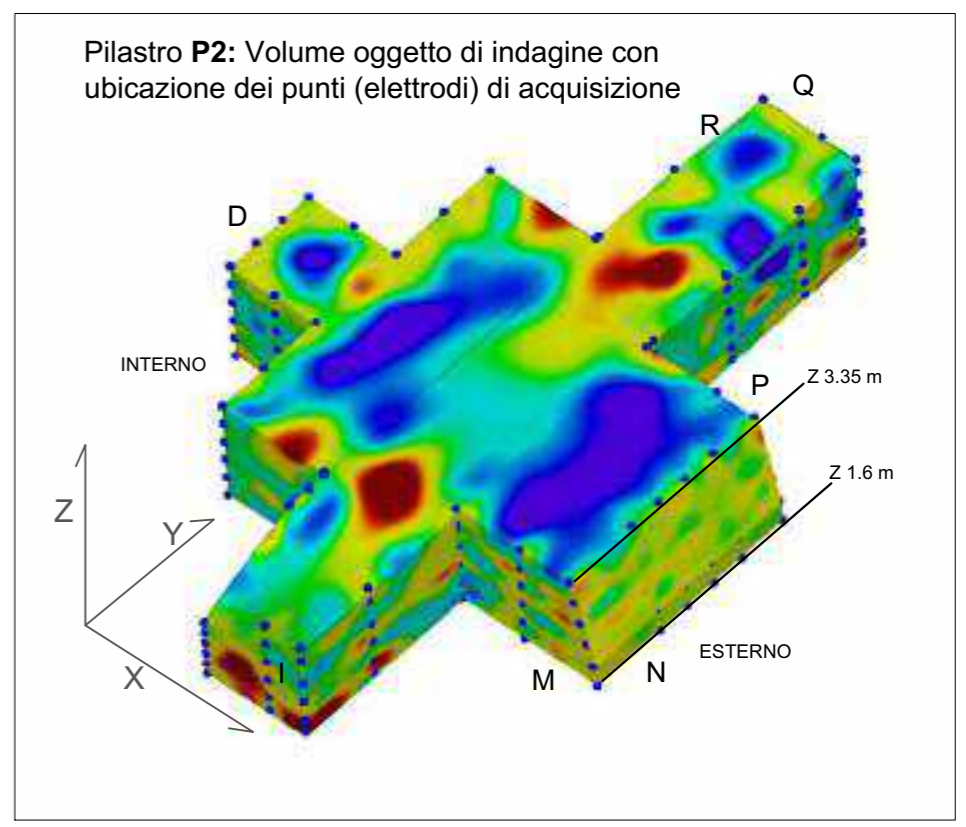 Pilastro P2: Volume oggetto di indagine con
ubicazione dei punti (elettrodi) di acquisizione
Q
R
D
INTERNO
P
Z 3.35 m
Z 1.6 m
Z
Y
X
I
M
N
ESTERNO